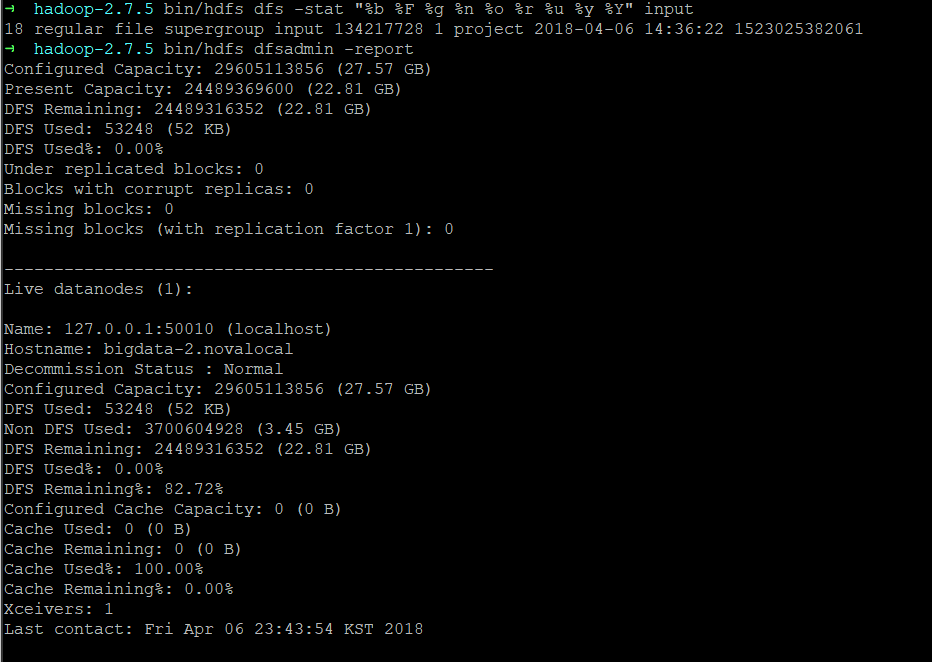 → hadoop-2.7.5 bin/hdfs dfs -stat "%b %F %g %n %o %r %u %y %Y" input
18 regular file supergroup input 134217728 1 project 2018-04-06 14:36:22 1523025382061
→ hadoop-2.7.5 bin/hdfs dfsadmin -report
Configured Capacity: 29605113856 (27.57 GB)
Present Capacity: 24489369600 (22.81 GB)
DFS Remaining: 24489316352 (22.81 GB)
DFS Used: 53248 (52 KB)
DFS Used%: 0.00%
Under replicated blocks: 0
Blocks with corrupt replicas: 0
Missing blocks: 0
Missing blocks (with replication factor 1): 0
-------------------------------------------------
Live datanodes (1):
Name: 127.0.0.1:50010 (localhost)
Hostname: bigdata-2.novalocal
Decommission Status : Normal
Configured Capacity: 29605113856 (27.57 GB)
DFS Used: 53248 (52 KB)
Non DFS Used: 3700604928 (3.45 GB)
DFS Remaining: 24489316352 (22.81 GB)
DFS Used%: 0.00%
DFS Remaining%: 82.72%
Configured Cache Capacity: 0 (0 B)
Cache Used: 0 (0 B)
Cache Remaining: 0 (0 B)
Cache Used%: 100.00%
Cache Remaining%: 0.00%
Xceivers: 1
Last contact: Fri Apr 06 23:43:54 KST 2018